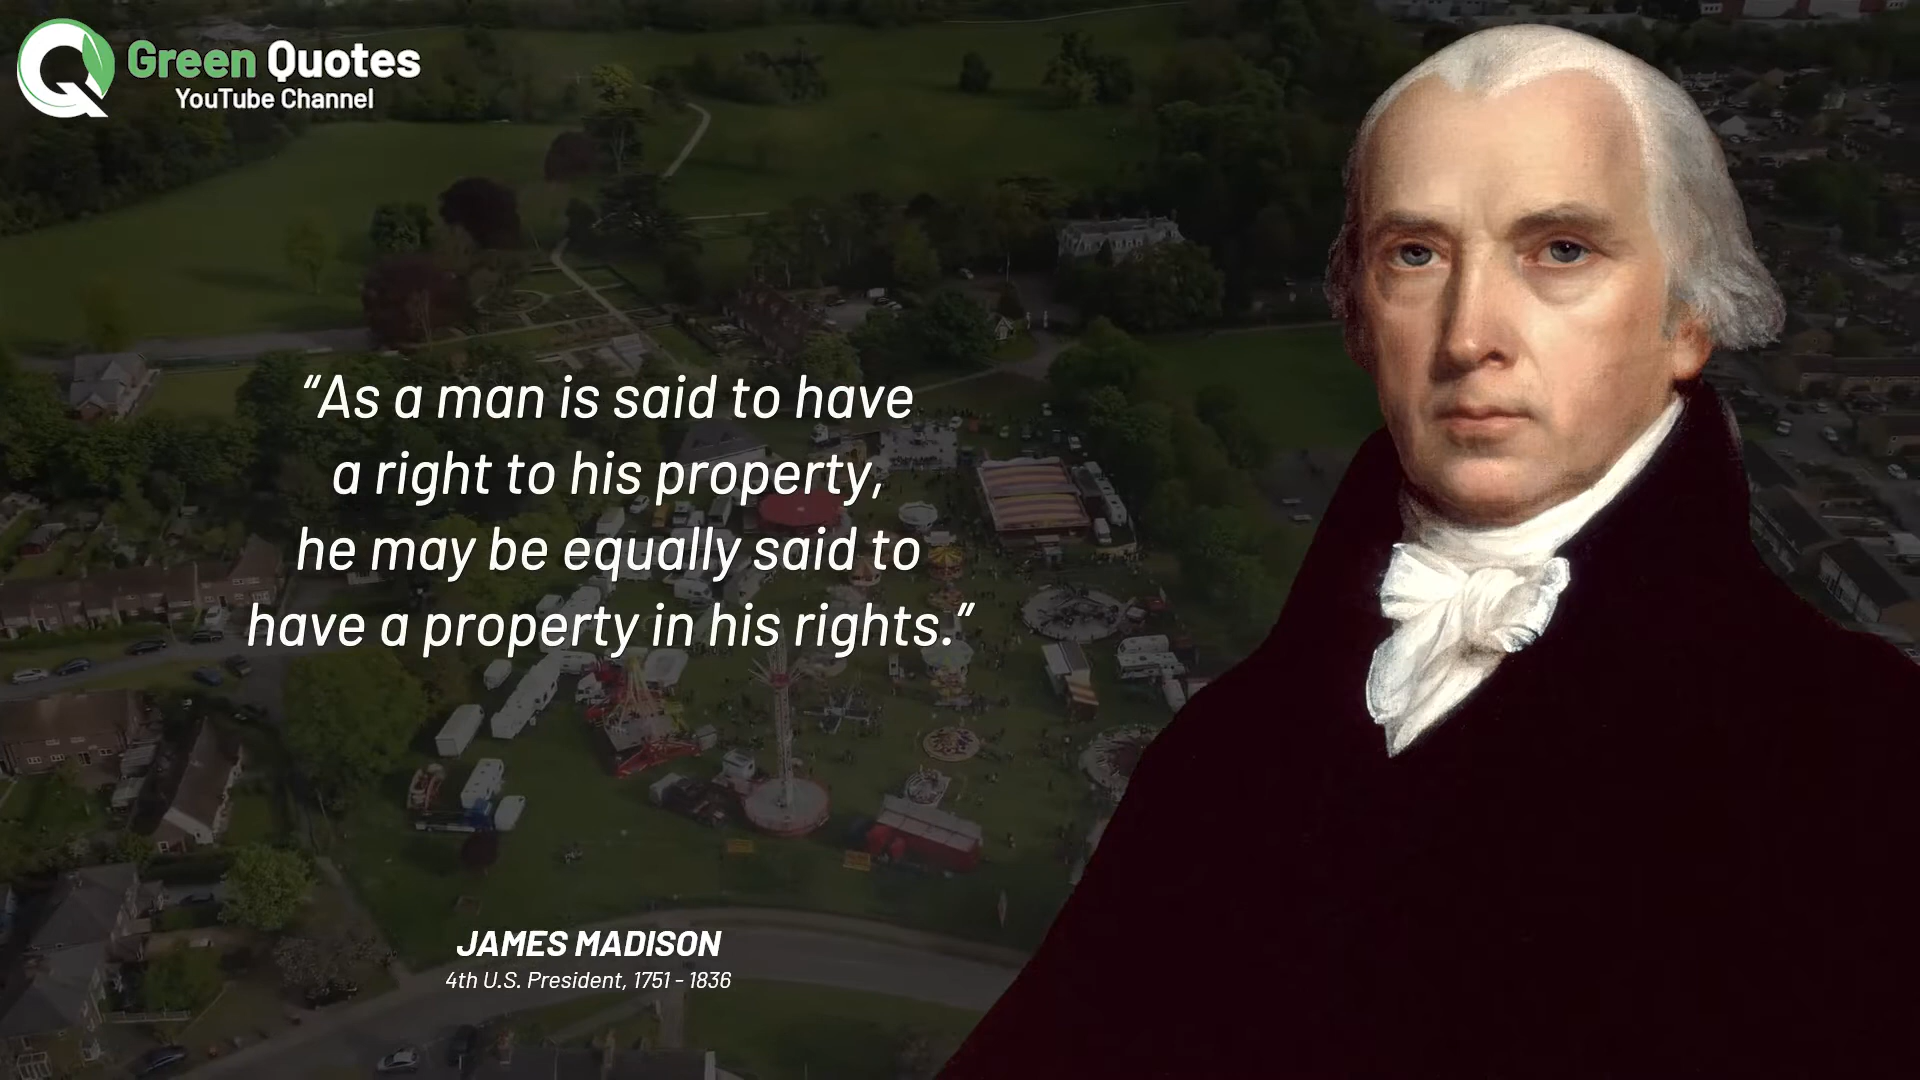 Green Quotes
YouTube Channel
“As a man is said to have
a right to his property,
he may be equally said to
have a property in his rights.”
JAMES MADISON
4th U.S. President, 1751 - 1836